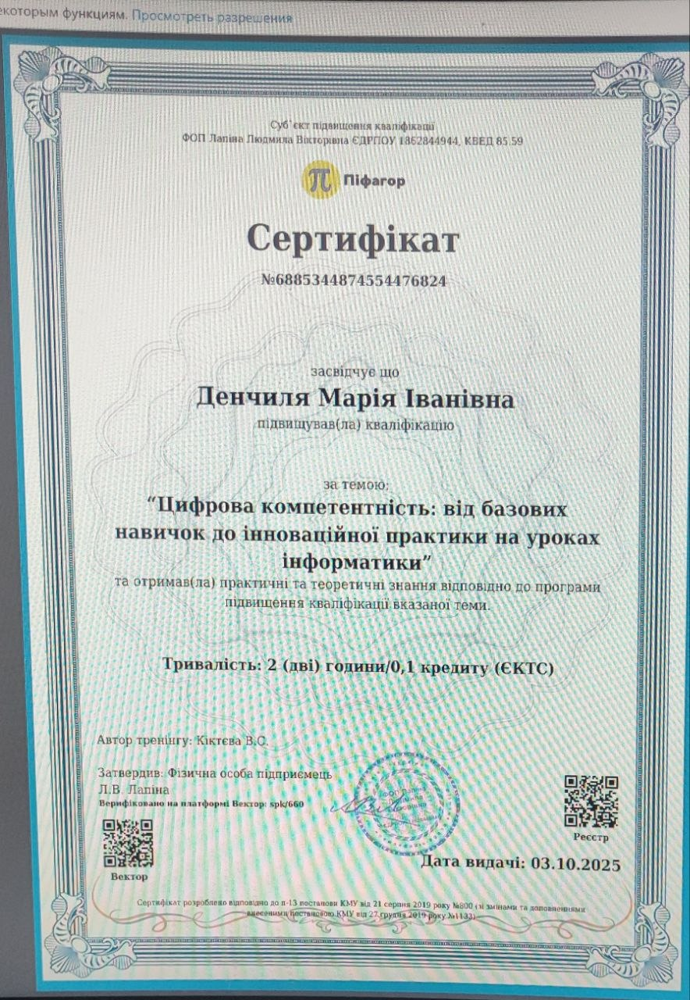 екоторым функциям. Просмотреть разрешения
Суб`єкт підвищення кваліфікації
ФОП Лапіна Людмила Вікторівна ЄДРПОУ 1862844944, КВЕД 85.59
π Піфагор
Сертифікат
№6885344874554476824
засвідчує що
Денчиля Марія Іванівна
підвищував(ла) кваліфікацію
за темою:
“Цифрова компетентність: від базових
навичок до інноваційної практики на уроках
інформатики”
та отримав(ла) практичні та теоретичні знання відповідно до програми
підвищення кваліфікації вказаної теми.
Тривалість: 2 (дві) години/0,1 кредиту (ЄКТС)
Автор тренінгу: Кіктєва В.С.
Затвердив: Фізична особа підприємець
Л.В. Лапіна
Верифіковано на платформі Вектор: spk/660
ФОП Лапіна
Людмила
Вікторівна
Реєстр
Вектор
Дата видачі: 03.10.2025
Сертифікат розроблено відповідно до п-13 постанови КМУ від 21 серпня 2019 року №800 (зі змінами та доповненнями
внесеними постановою КМУ від 27 грудня 2019 року №1133)